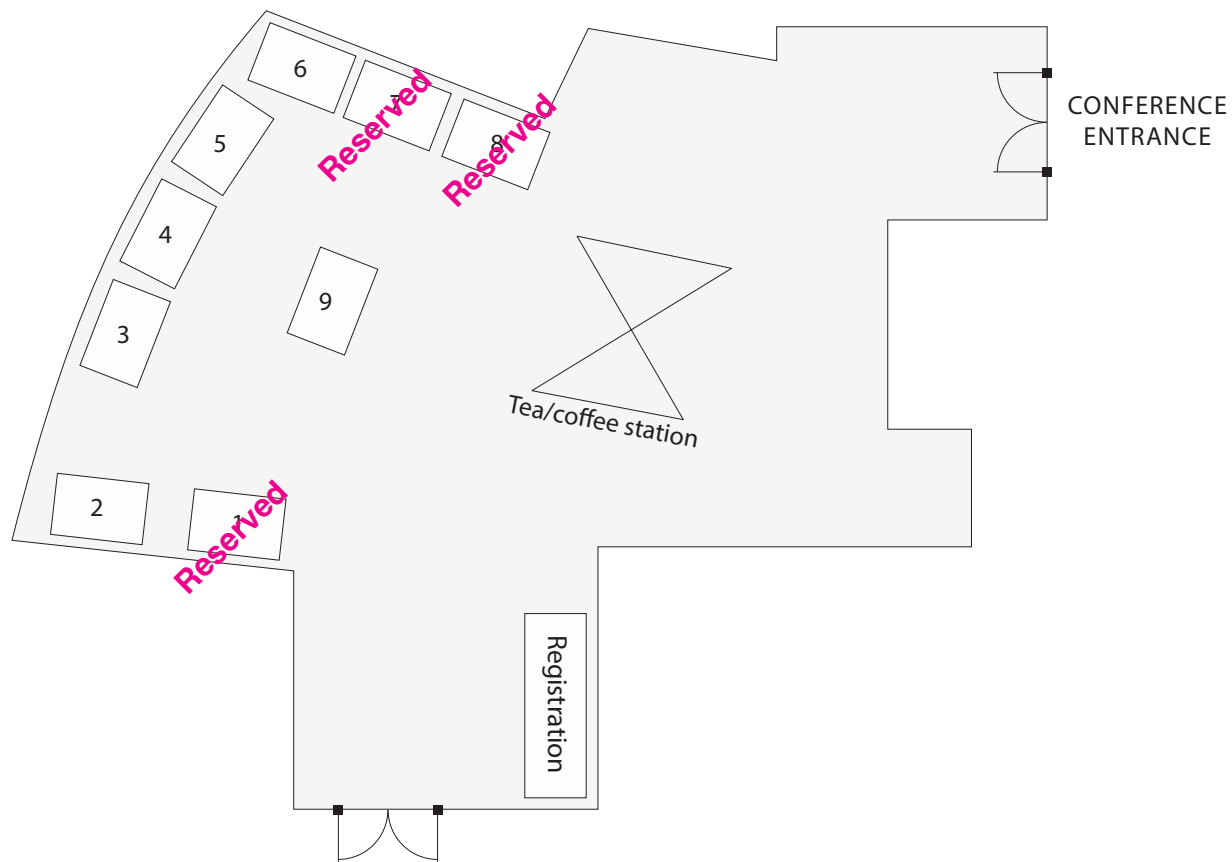 6
7
Reserved
8
Reserved
CONFERENCE
ENTRANCE
5
4
9
3
Tea/coffee station
2
1
Reserved
Registration